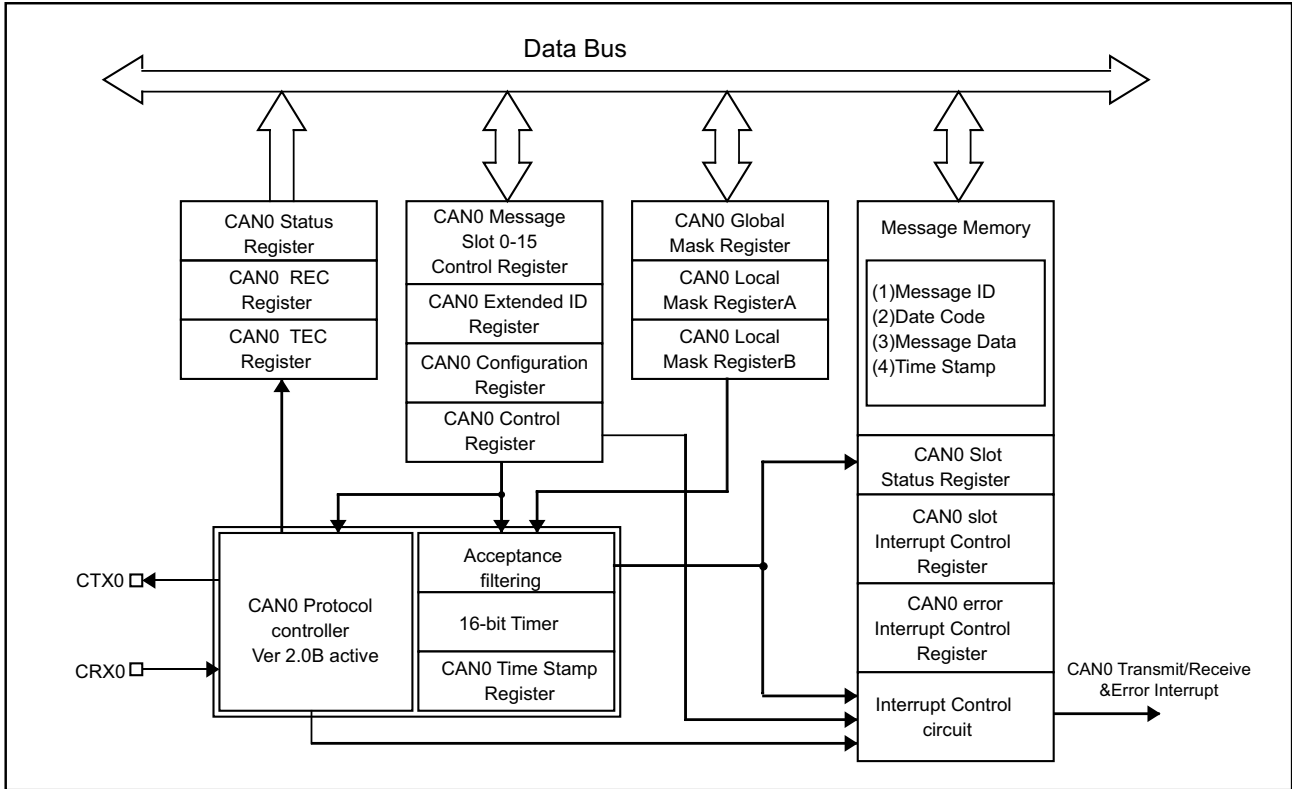 Data Bus
CAN0 Status
Register
CAN0 REC
Register
CAN0 TEC
Register
CAN0 Message
Slot 0-15
Control Register
CAN0 Extended ID
Register
CAN0 Configuration
Register
CAN0 Control
Register
CAN0 Global
Mask Register
CAN0 Local
Mask RegisterA
CAN0 Local
Mask RegisterB
Message Memory
(1)Message ID
(2)Date Code
(3)Message Data
(4)Time Stamp
CAN0 Slot
Status Register
CAN0 slot
Interrupt Control
Register
CAN0 error
Interrupt Control
Register
Interrupt Control
circuit
CTX0
CRX0
CAN0 Protocol
controller
Ver 2.0B active
Acceptance
filtering
16-bit Timer
CAN0 Time Stamp
Register
CAN0 Transmit/Receive
&Error Interrupt